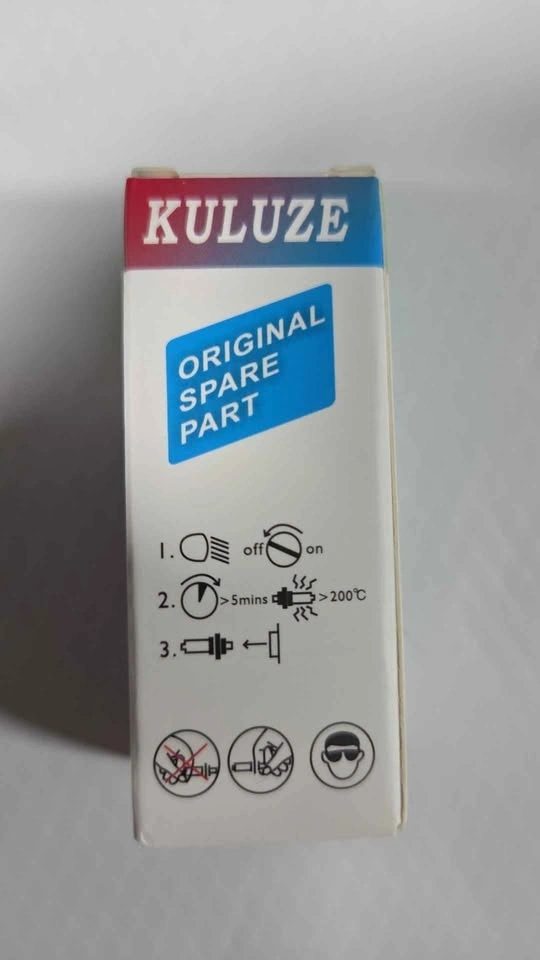 KULUZE
ORIGINAL
SPARE
PART
1. off on
2. >5mins >200℃
3.